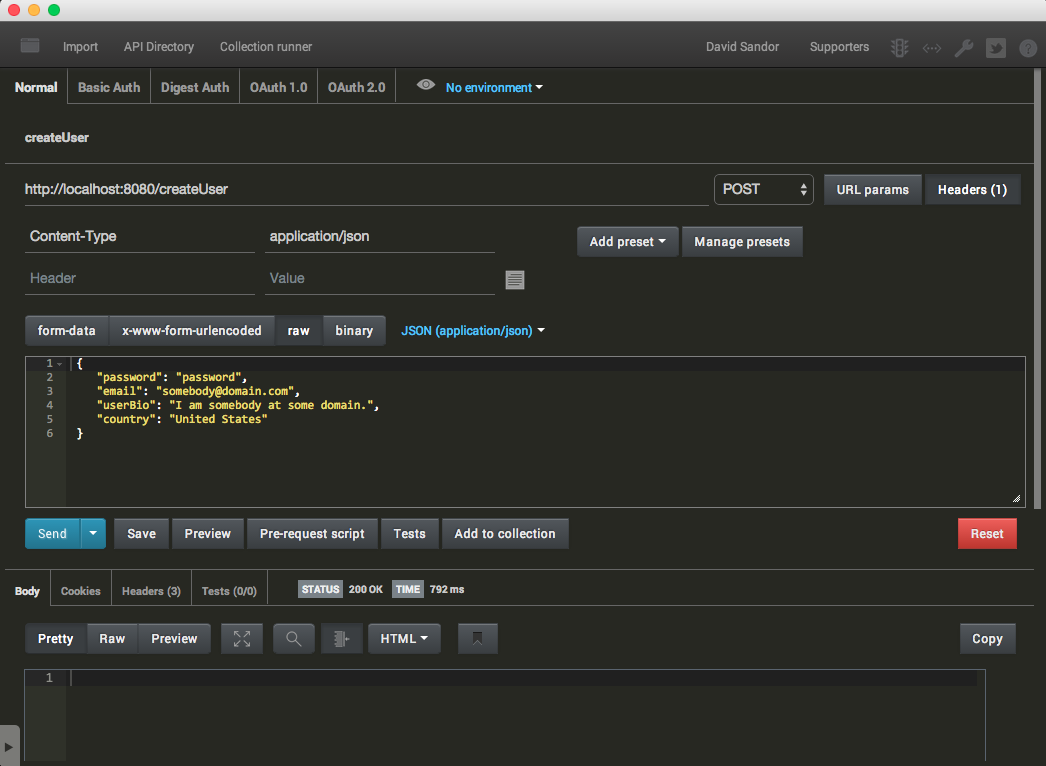 Import API Directory Collection runner David Sandor Supporters
Normal Basic Auth Digest Auth OAuth 1.0 OAuth 2.0 No environment
createUser
http://localhost:8080/createUser POST URL params Headers (1)
Content-Type application/json Add preset Manage presets
Header Value
form-data x-www-form-urlencoded raw binary JSON (application/json)
1 {
2 "password": "password",
3 "email": "somebody@domain.com",
4 "userBio": "I am somebody at some domain.",
5 "country": "United States"
6 }
Send Save Preview Pre-request script Tests Add to collection Reset
Body Cookies Headers (3) Tests (0/0) STATUS 200 OK TIME 792 ms
Pretty Raw Preview HTML Copy
1